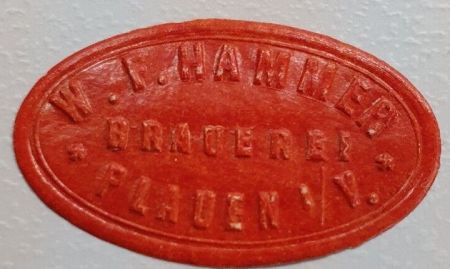 W. F. HAMMER
* BRAUEREI *
PLAUEN I/V.